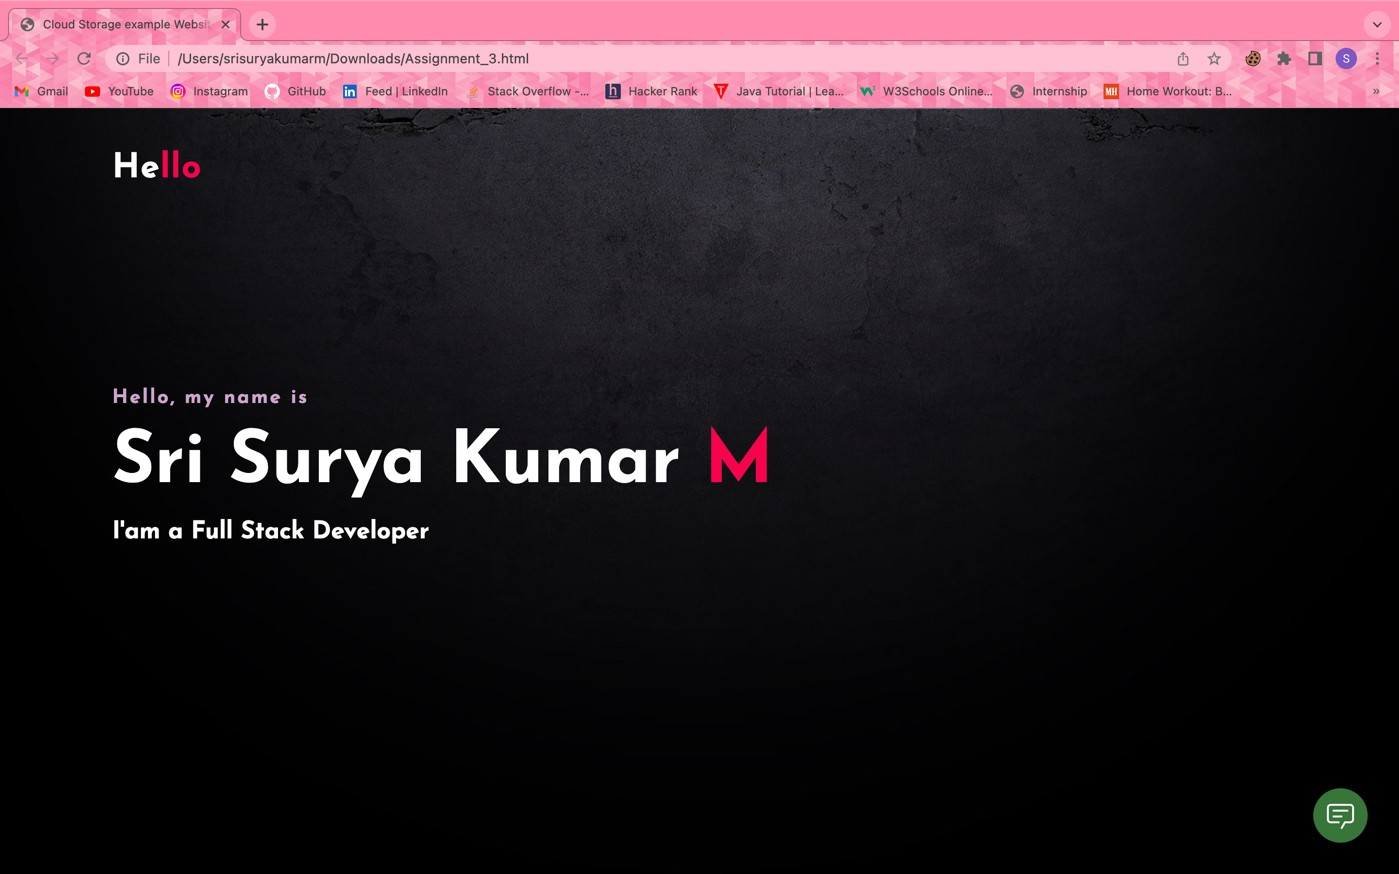 Cloud Storage example Websi
File
/Users/srisuryakumarm/Downloads/Assignment_3.html
S
Gmail
YouTube
Instagram
GitHub
Feed | LinkedIn
Stack Overflow -...
h
Hacker Rank
T
Java Tutorial | Lea...
W3Schools Online...
Internship
MH
Home Workout: B...
»
Hello
Hello, my name is
Sri Surya Kumar M
I'am a Full Stack Developer